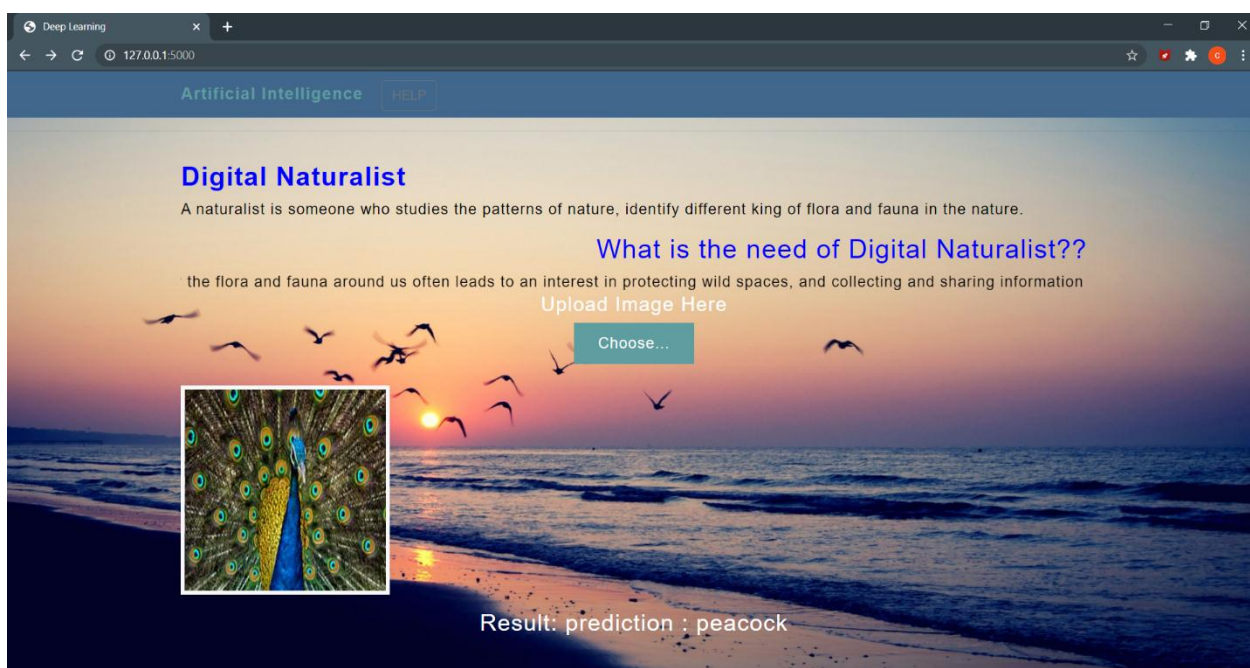 Deep Learning
127.0.0.1:5000
C
Artificial Intelligence HELP
Digital Naturalist
A naturalist is someone who studies the patterns of nature, identify different king of flora and fauna in the nature.
What is the need of Digital Naturalist??
the flora and fauna around us often leads to an interest in protecting wild spaces, and collecting and sharing information
Upload Image Here
Choose...
Result: prediction : peacock